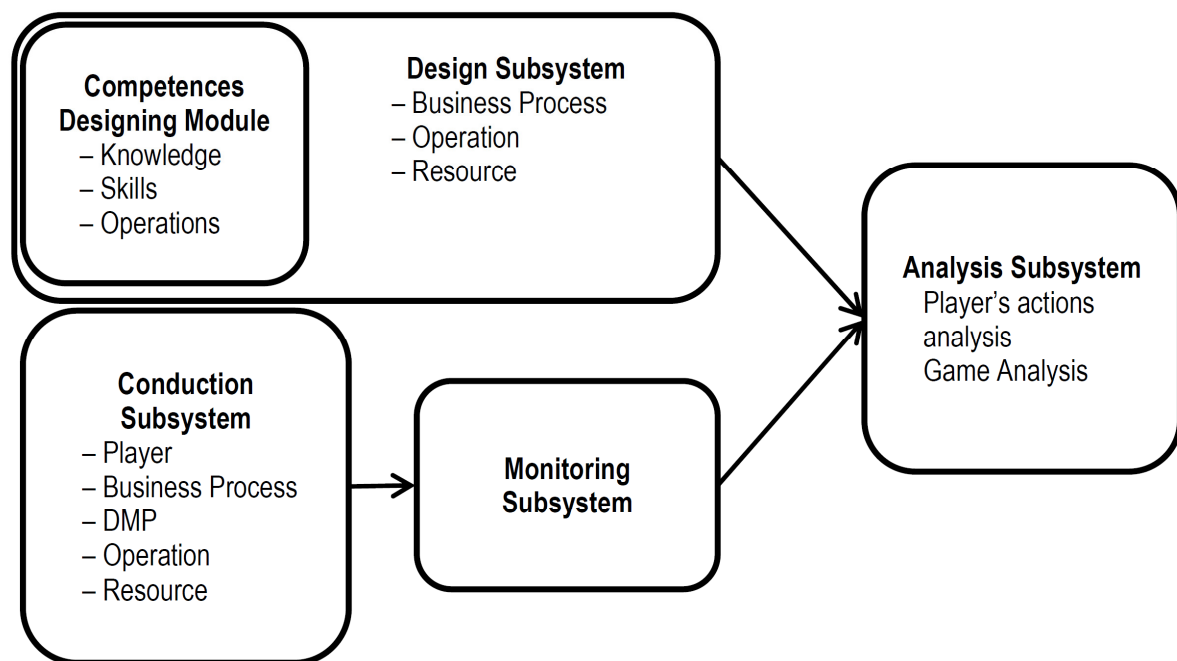 Competences
Designing Module
– Knowledge
– Skills
– Operations
Design Subsystem
– Business Process
– Operation
– Resource
Conduction
Subsystem
– Player
– Business Process
– DMP
– Operation
– Resource
Monitoring
Subsystem
Analysis Subsystem
Player’s actions
analysis
Game Analysis